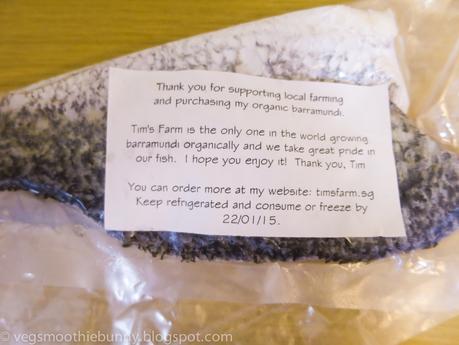 Thank you for supporting local farming
and purchasing my organic barramundi.
Tim's Farm is the only one in the world growing
barramundi organically and we take great pride in
our fish. I hope you enjoy it! Thank you, Tim
You can order more at my website: timsfarm.sg
Keep refrigerated and consume or freeze by
22/01/15.
© vegsmoothiebunny.blogspot.com